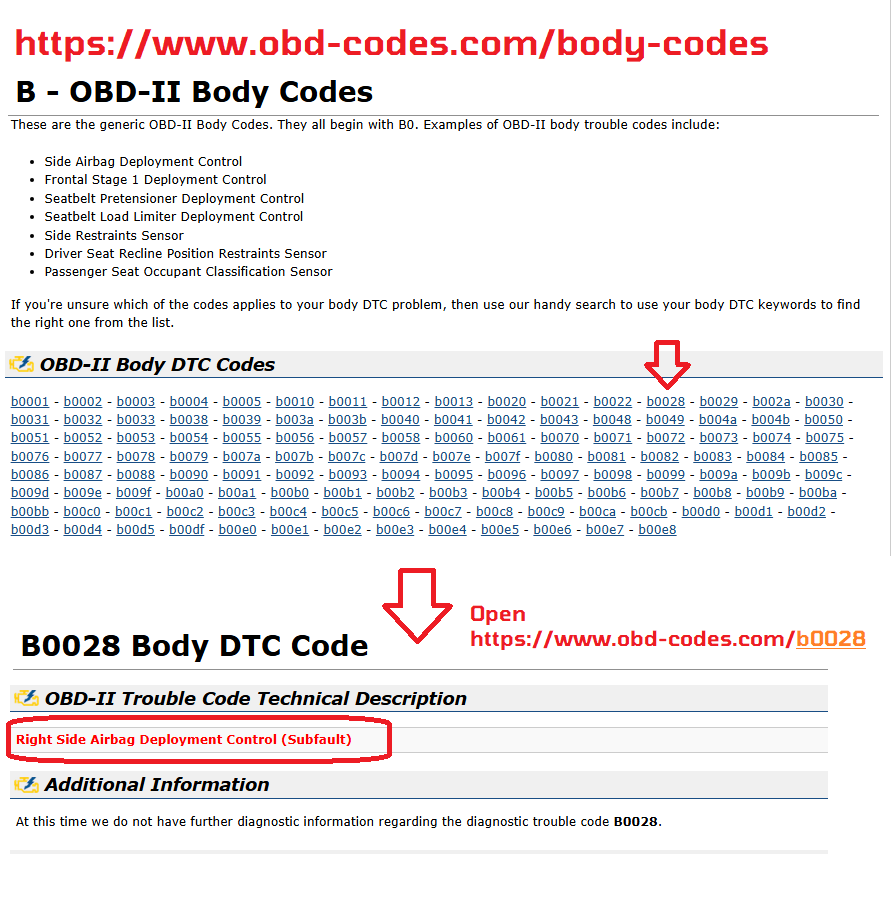 https://www.obd-codes.com/body-codes
B - OBD-II Body Codes
These are the generic OBD-II Body Codes. They all begin with B0. Examples of OBD-II body trouble codes include:
• Side Airbag Deployment Control
• Frontal Stage 1 Deployment Control
• Seatbelt Pretensioner Deployment Control
• Seatbelt Load Limiter Deployment Control
• Side Restraints Sensor
• Driver Seat Recline Position Restraints Sensor
• Passenger Seat Occupant Classification Sensor
If you're unsure which of the codes applies to your body DTC problem, then use our handy search to use your body DTC keywords to find
the right one from the list.
OBD-II Body DTC Codes
b0001 - b0002 - b0003 - b0004 - b0005 - b0010 - b0011 - b0012 - b0013 - b0020 - b0021 - b0022 - b0028 - b0029 - b002a - b0030 -
b0031 - b0032 - b0033 - b0038 - b0039 - b003a - b003b - b0040 - b0041 - b0042 - b0043 - b0048 - b0049 - b004a - b004b - b0050 -
b0051 - b0052 - b0053 - b0054 - b0055 - b0056 - b0057 - b0058 - b0060 - b0061 - b0070 - b0071 - b0072 - b0073 - b0074 - b0075 -
b0076 - b0077 - b0078 - b0079 - b007a - b007b - b007c - b007d - b007e - b007f - b0080 - b0081 - b0082 - b0083 - b0084 - b0085 -
b0086 - b0087 - b0088 - b0090 - b0091 - b0092 - b0093 - b0094 - b0095 - b0096 - b0097 - b0098 - b0099 - b009a - b009b - b009c -
b009d - b009e - b009f - b00a0 - b00a1 - b00b0 - b00b1 - b00b2 - b00b3 - b00b4 - b00b5 - b00b6 - b00b7 - b00b8 - b00b9 - b00ba -
b00bb - b00c0 - b00c1 - b00c2 - b00c3 - b00c4 - b00c5 - b00c6 - b00c7 - b00c8 - b00c9 - b00ca - b00cb - b00d0 - b00d1 - b00d2 -
b00d3 - b00d4 - b00d5 - b00df - b00e0 - b00e1 - b00e2 - b00e3 - b00e4 - b00e5 - b00e6 - b00e7 - b00e8
Open
https://www.obd-codes.com/b0028
B0028 Body DTC Code
OBD-II Trouble Code Technical Description
Right Side Airbag Deployment Control (Subfault)
Additional Information
At this time we do not have further diagnostic information regarding the diagnostic trouble code B0028.